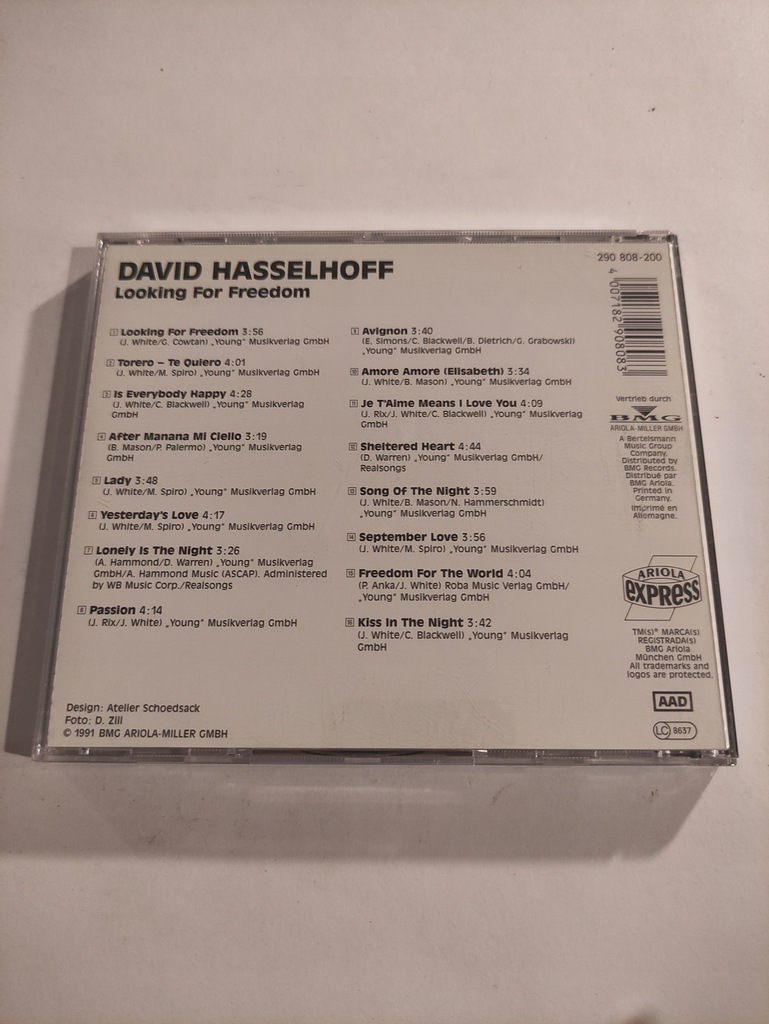 DAVID HASSELHOFF
Looking For Freedom
1 Looking For Freedom 3:56
(J. White/G. Cowtan) „Young" Musikverlag GmbH
2 Torero – Te Quiero 4:01
(J. White/M. Spiro) „Young" Musikverlag GmbH
3 Is Everybody Happy 4:28
(J. White/C. Blackwell) „Young" Musikverlag
GmbH
4 After Manana Mi Cielo 3:19
(B. Mason/P. Palermo) „Young" Musikverlag
GmbH
5 Lady 3:48
(J. White/M. Spiro) „Young" Musikverlag GmbH
6 Yesterday's Love 4:17
(J. White/M. Spiro) „Young" Musikverlag GmbH
7 Lonely Is The Night 3:26
(A. Hammond/D. Warren) „Young" Musikverlag
GmbH/A. Hammond Music (ASCAP). Administered
by WB Music Corp./Realsongs
8 Passion 4:14
(J. Rix/J. White) „Young" Musikverlag GmbH
9 Avignon 3:40
(E. Simons/C. Blackwell/B. Dietrich/G. Grabowski)
„Young" Musikverlag GmbH
10 Amore Amore (Elisabeth) 3:34
(J. White/B. Mason) „Young" Musikverlag GmbH
11 Je T'Aime Means I Love You 4:09
(J. Rix/J. White/C. Blackwell) „Young" Musikverlag
GmbH
12 Sheltered Heart 4:44
(D. Warren) „Young" Musikverlag GmbH/
Realsongs
13 Song Of The Night 3:59
(J. White/B. Mason/N. Hammerschmidt)
„Young" Musikverlag GmbH
14 September Love 3:56
(J. White/M. Spiro) „Young" Musikverlag GmbH
15 Freedom For The World 4:04
(P. Anka/J. White) Roba Music Verlag GmbH/
„Young" Musikverlag GmbH
16 Kiss In The Night 3:42
(J. White/C. Blackwell) „Young" Musikverlag
GmbH
290 808-200
4 007182 908083
Vertrieb durch
BMG
ARIOLA-MILLER GMBH
A Bertelsmann
Music Group
Company.
Distributed by
BMG Records.
Distribué par
BMG Ariola.
Printed in
Germany.
Imprimé en
Allemagne.
ARIOLA
EXPRESS
TM(S)® MARCA(S)
REGISTRADA(S)
BMG Ariola
München GmbH
All trademarks and
logos are protected.
AAD
LC 8637
Design: Atelier Schoedsack
Foto: D. Zill
© 1991 BMG ARIOLA-MILLER GMBH